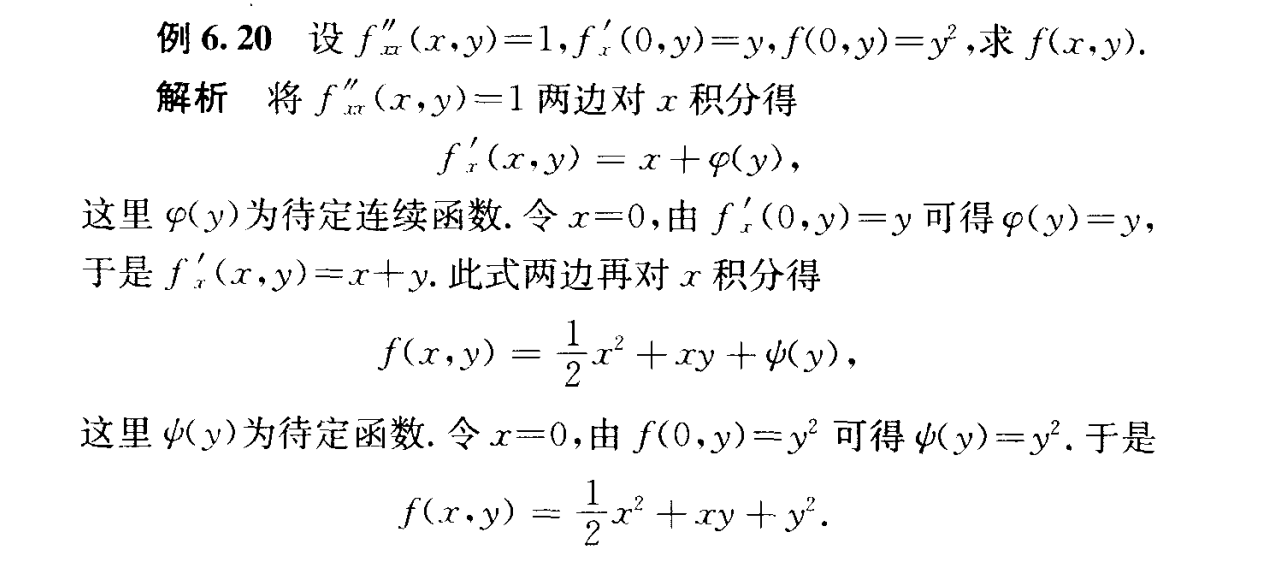 例 6.20 设 f″xx(x,y)=1,f′x(0,y)=y,f(0,y)=y²,求 f(x,y).
解析 将 f″xx(x,y)=1 两边对 x 积分得
f′x(x,y) = x+φ(y),
这里 φ(y)为待定连续函数.令 x=0,由 f′x(0,y)=y 可得φ(y)=y,
于是 f′x(x,y)=x+y.此式两边再对 x 积分得
f(x,y) = 1/2 x² + xy + ψ(y),
这里 ψ(y)为待定函数.令 x=0,由 f(0,y)=y² 可得 ψ(y)=y².于是
f(x,y) = 1/2 x² + xy + y².